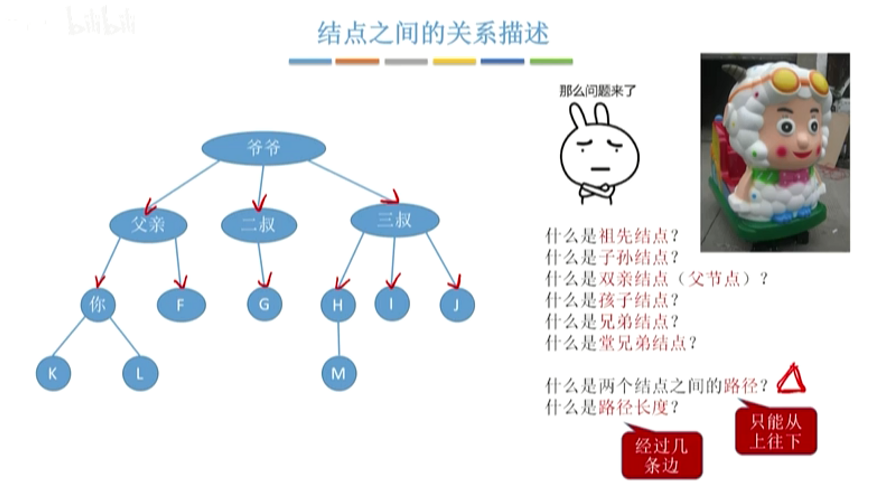 bilibili
结点之间的关系描述
那么问题来了
爷爷
父亲
二叔
三叔
你
F
G
H
I
J
K
L
M
什么是祖先结点？
什么是子孙结点？
什么是双亲结点（父节点）？
什么是孩子结点？
什么是兄弟结点？
什么是堂兄弟结点？
什么是两个结点之间的路径？
什么是路径长度？
只能从
上往下
经过几
条边